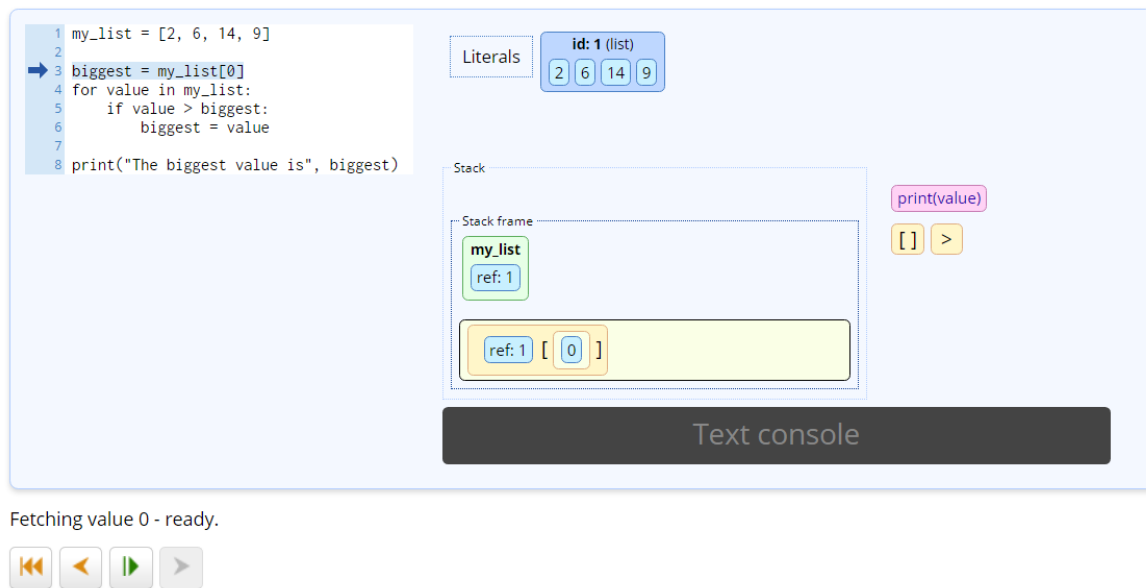 1 my_list = [2, 6, 14, 9]
2
3 biggest = my_list[0]
4 for value in my_list:
5     if value > biggest:
6         biggest = value
7
8 print("The biggest value is", biggest)
Literals
id: 1 (list)
2 6 14 9
Stack
Stack frame
my_list
ref: 1
ref: 1 [ 0 ]
print(value)
[ ] >
Text console
Fetching value 0 - ready.